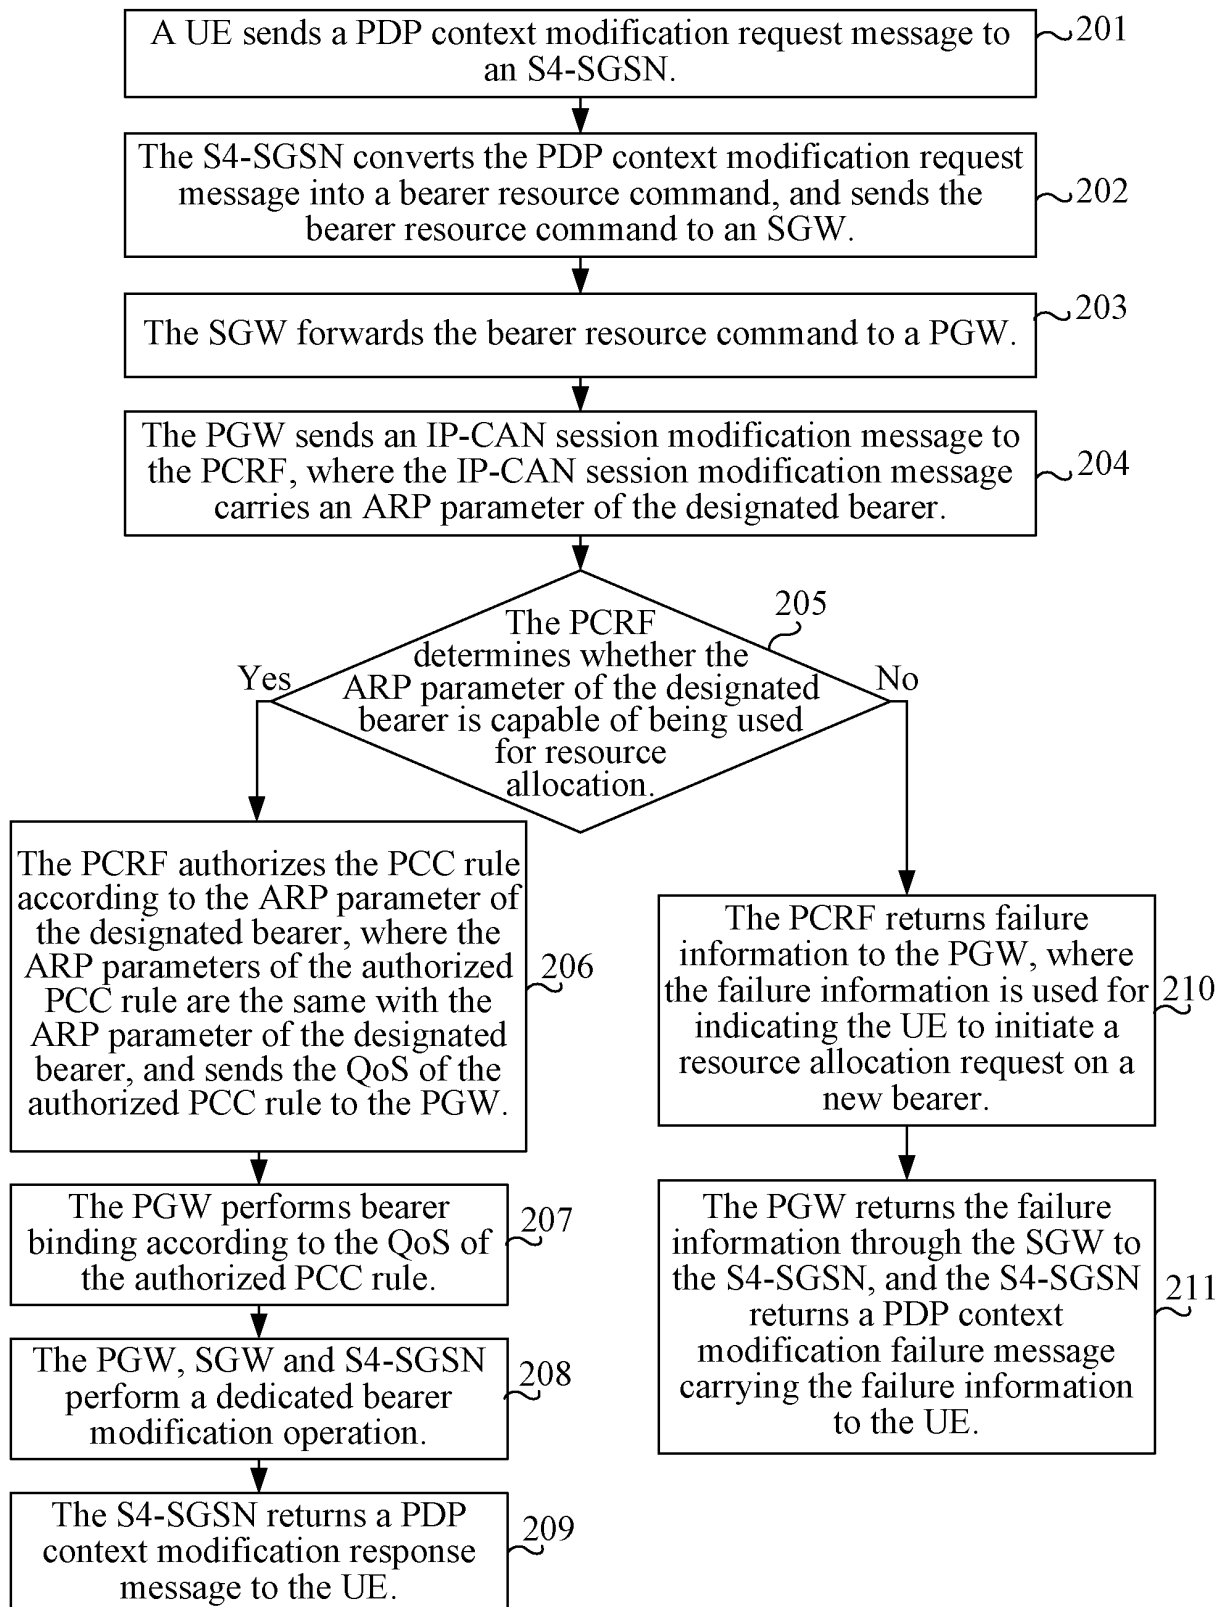 A UE sends a PDP context modification request message to
an S4-SGSN.
201
The S4-SGSN converts the PDP context modification request
message into a bearer resource command, and sends the
bearer resource command to an SGW.
202
The SGW forwards the bearer resource command to a PGW.
203
The PGW sends an IP-CAN session modification message to
the PCRF, where the IP-CAN session modification message
carries an ARP parameter of the designated bearer.
204
205
The PCRF
determines whether the
ARP parameter of the designated
bearer is capable of being used
for resource
allocation.
Yes
No
The PCRF authorizes the PCC rule
according to the ARP parameter of
the designated bearer, where the
ARP parameters of the authorized
PCC rule are the same with the
ARP parameter of the designated
bearer, and sends the QoS of the
authorized PCC rule to the PGW.
206
The PGW performs bearer
binding according to the QoS of
the authorized PCC rule.
207
The PGW, SGW and S4-SGSN
perform a dedicated bearer
modification operation.
208
The S4-SGSN returns a PDP
context modification response
message to the UE.
209
The PCRF returns failure
information to the PGW, where
the failure information is used for
indicating the UE to initiate a
resource allocation request on a
new bearer.
210
The PGW returns the failure
information through the SGW to
the S4-SGSN, and the S4-SGSN
returns a PDP context
modification failure message
carrying the failure information
to the UE.
211